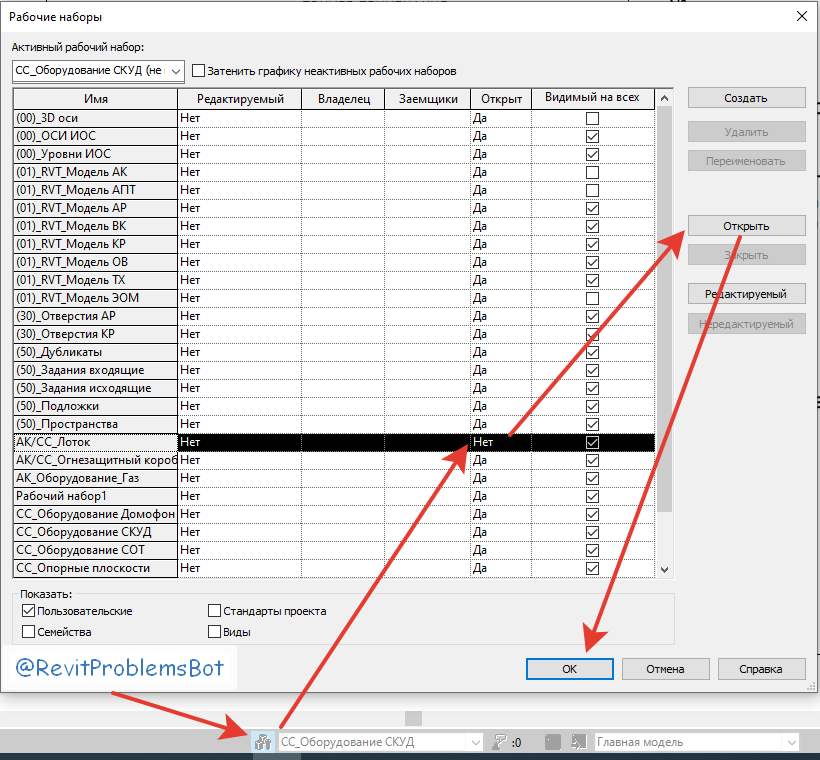 Рабочие наборы
Активный рабочий набор:
СС_Оборудование СКУД (не
Затенить графику неактивных рабочих наборов
Имя Редактируемый Владелец Заемщики Открыт Видимый на всех
(00)_3D оси Нет Да
(00)_ОСИ ИОС Нет Да
(00)_Уровни ИОС Нет Да
(01)_RVT_Модель АК Нет Да
(01)_RVT_Модель АПТ Нет Да
(01)_RVT_Модель АР Нет Да
(01)_RVT_Модель ВК Нет Да
(01)_RVT_Модель КР Нет Да
(01)_RVT_Модель ОВ Нет Да
(01)_RVT_Модель ТХ Нет Да
(01)_RVT_Модель ЭОМ Нет Да
(30)_Отверстия АР Нет Да
(30)_Отверстия КР Нет Да
(50)_Дубликаты Нет Да
(50)_Задания входящие Нет Да
(50)_Задания исходящие Нет Да
(50)_Подложки Нет Да
(50)_Пространства Нет Да
АК/СС_Лоток Нет Нет
АК/СС_Огнезащитный короб Нет Да
АК_Оборудование_Газ Нет Да
Рабочий набор1 Нет Да
СС_Оборудование Домофон Нет Да
СС_Оборудование СКУД Нет Да
СС_Оборудование СОТ Нет Да
СС_Опорные плоскости Нет Да
Создать
Удалить
Переименовать
Открыть
Закрыть
Редактируемый
Нередактируемый
Показать:
Пользовательские Стандарты проекта
Семейства Виды
@RevitProblemsBot
ОК Отмена Справка
СС_Оборудование СКУД :0 Главная модель